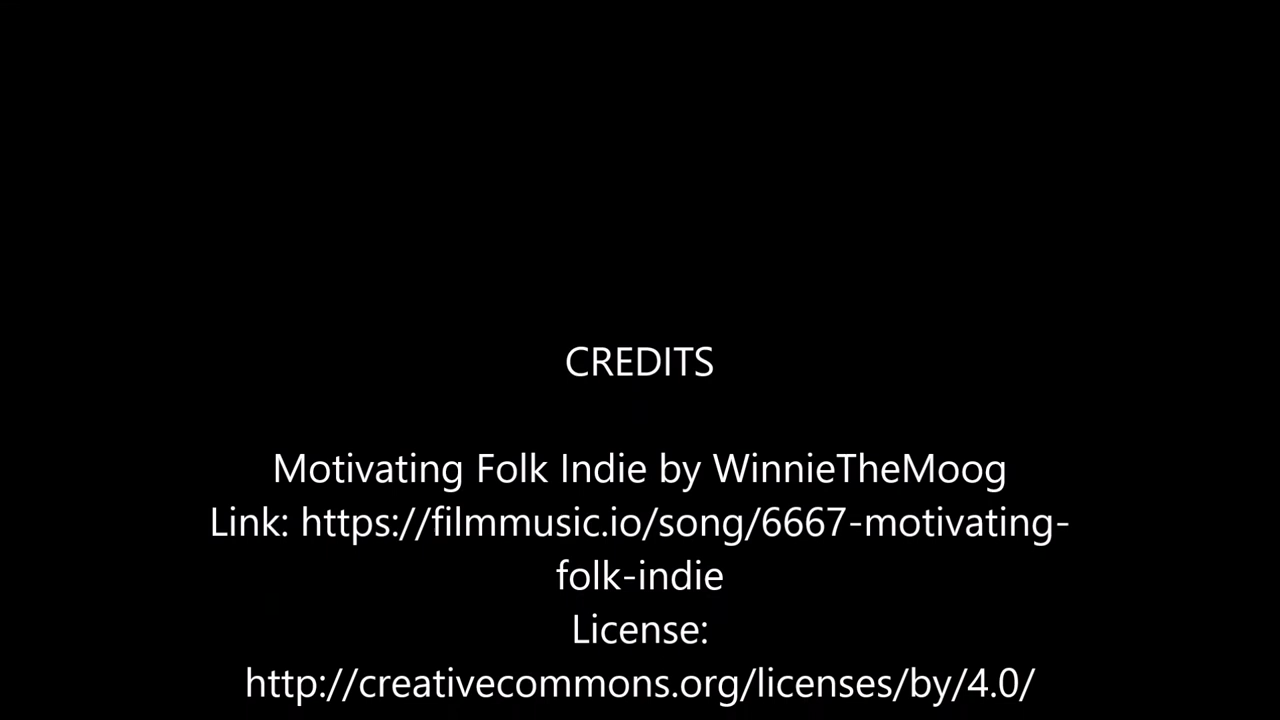 CREDITS
Motivating Folk Indie by WinnieTheMoog
Link: https://filmmusic.io/song/6667-motivating-
folk-indie
License:
http://creativecommons.org/licenses/by/4.0/